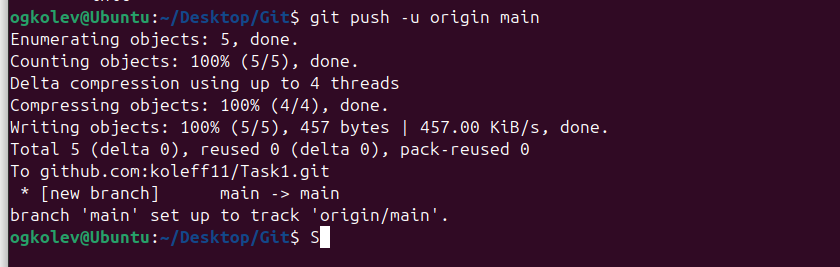 ogkolev@Ubuntu:~/Desktop/Git$ git push -u origin main
Enumerating objects: 5, done.
Counting objects: 100% (5/5), done.
Delta compression using up to 4 threads
Compressing objects: 100% (4/4), done.
Writing objects: 100% (5/5), 457 bytes | 457.00 KiB/s, done.
Total 5 (delta 0), reused 0 (delta 0), pack-reused 0
To github.com:koleff11/Task1.git
 * [new branch]      main -> main
branch 'main' set up to track 'origin/main'.
ogkolev@Ubuntu:~/Desktop/Git$ S